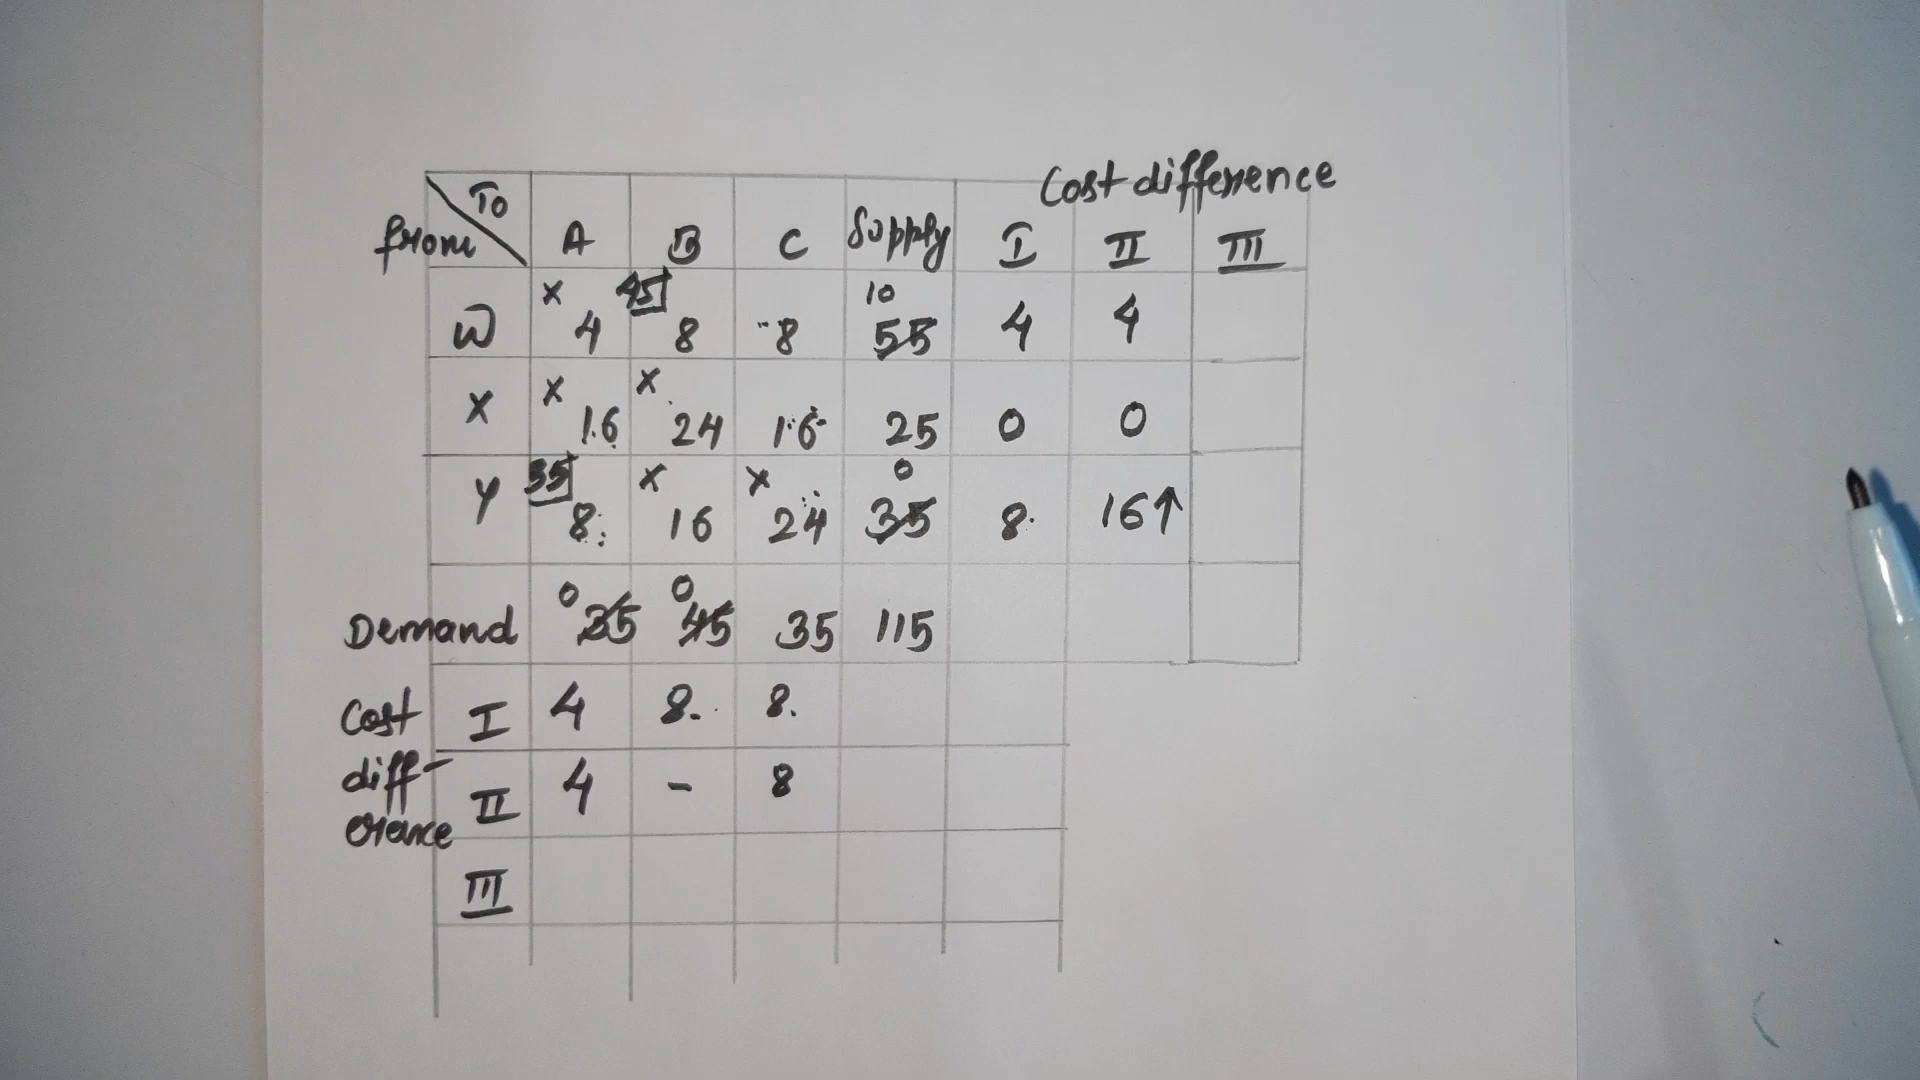 Cost difference
To
from A B C Supply I II III
x 45 10
W 4 8 8 55 4 4
x x
X 16 24 16 25 0 0
35 x x 0
Y 8 16 24 35 8 16↑
0 0
Demand 35 45 35 115
Cost I 4 8 8
diff- II 4 - 8
erence
III